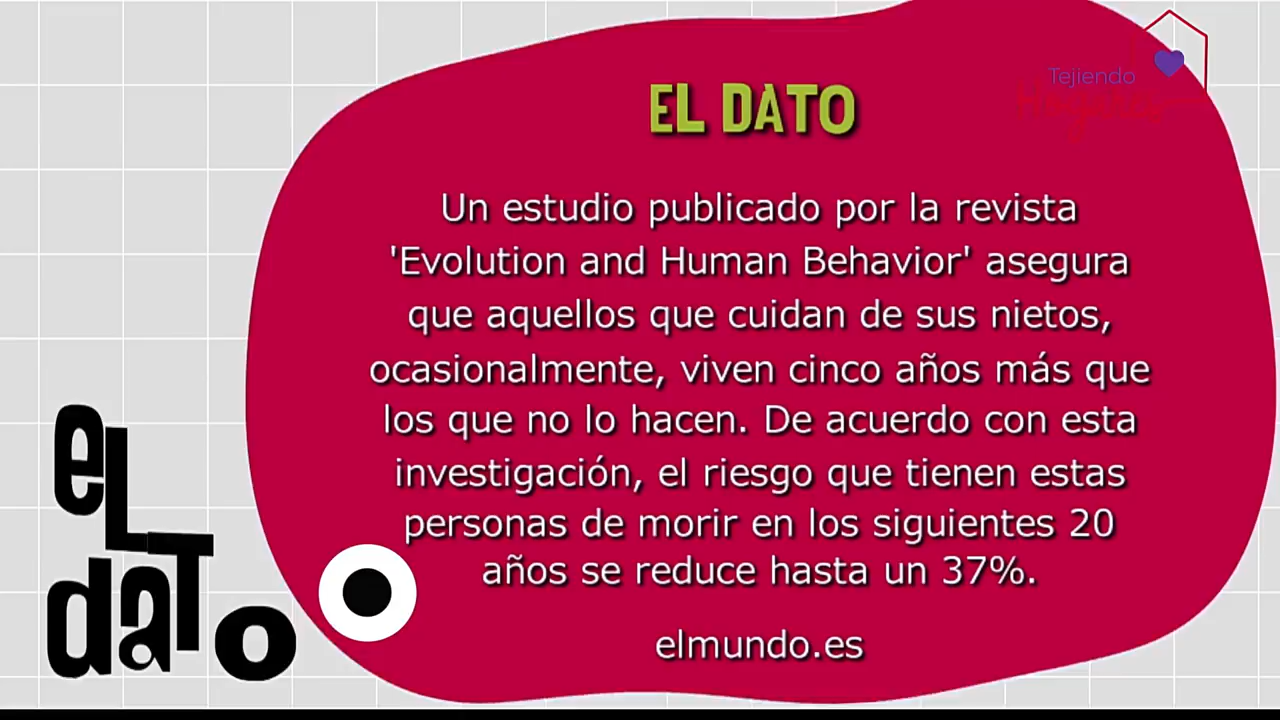 Tejiendo
Hogares
EL DATO
Un estudio publicado por la revista
'Evolution and Human Behavior' asegura
que aquellos que cuidan de sus nietos,
ocasionalmente, viven cinco años más que
los que no lo hacen. De acuerdo con esta
investigación, el riesgo que tienen estas
personas de morir en los siguientes 20
años se reduce hasta un 37%.
elmundo.es
eL
daTo